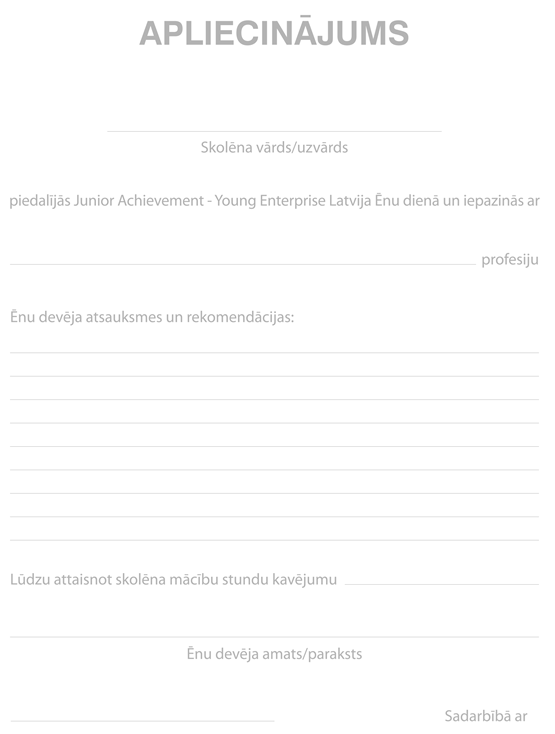 APLIECINĀJUMS
Skolēna vārds/uzvārds
piedalījās Junior Achievement - Young Enterprise Latvija Ēnu dienā un iepazinās ar
profesiju
Ēnu devēja atsauksmes un rekomendācijas:
Lūdzu attaisnot skolēna mācību stundu kavējumu
Ēnu devēja amats/paraksts
Sadarbībā ar